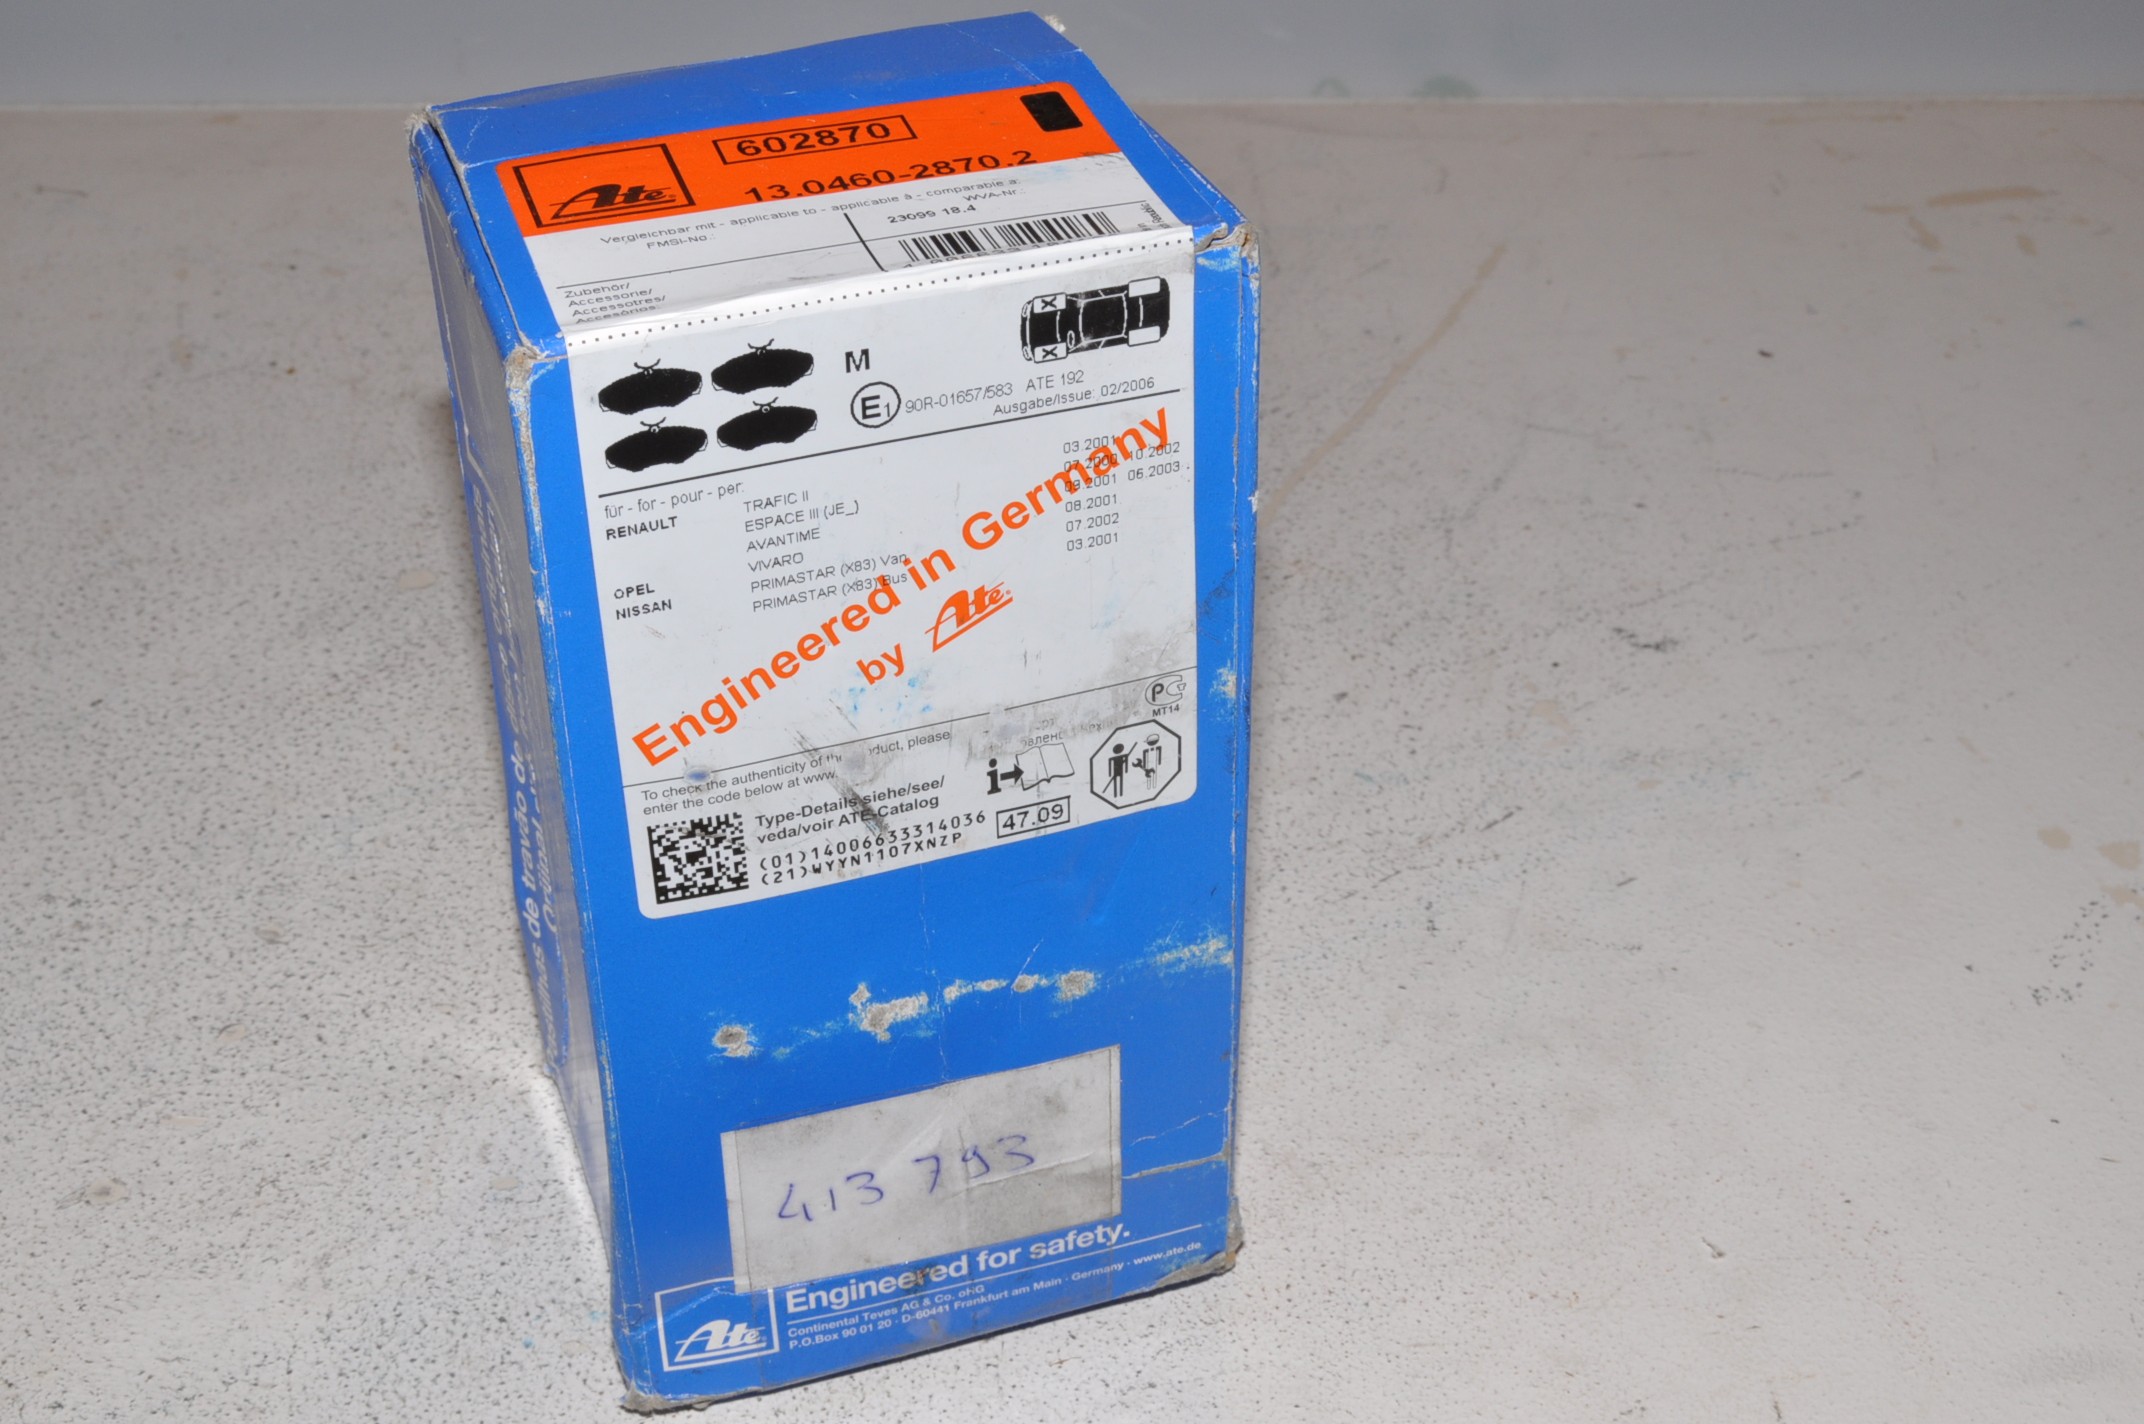 Ate
602870
13.0460-2870.2
Vergleichbar mit - applicable to - applicable à - comparable a:
FMSI-No.:
WVA-Nr.:
23099 18.4
Zubehör/
Accessorie/
Accessoires/
Accesórios:
M
E1 90R-01657/583 ATE 192
Ausgabe/Issue: 02/2006
für - for - pour - per:
RENAULT TRAFIC II 03.2001
ESPACE III (JE_) 07.2000 10.2002
AVANTIME 09.2001 06.2003
OPEL VIVARO 08.2001
NISSAN PRIMASTAR (X83) Van 07.2002
PRIMASTAR (X83) Bus 03.2001
Engineered in Germany
by Ate
PC
MT14
To check the authenticity of product, please
enter the code below at www.
Type-Details siehe/see/
veda/voir ATE-Catalog
(01)14006633314036
(21)WYYN1107XNZP
47.09
413 793
Engineered for safety.
Ate
Continental Teves AG & Co. oHG
P.O.Box 90 01 20 · D-60441 Frankfurt am Main · Germany · www.ate.de
de travão de disco